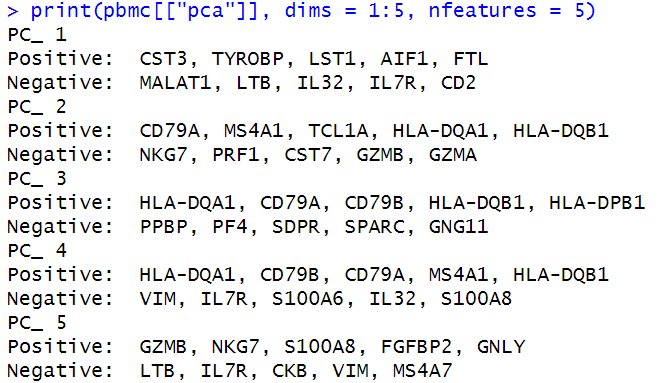 > print(pbmc[["pca"]], dims = 1:5, nfeatures = 5)
PC_ 1
Positive:  CST3, TYROBP, LST1, AIF1, FTL
Negative:  MALAT1, LTB, IL32, IL7R, CD2
PC_ 2
Positive:  CD79A, MS4A1, TCL1A, HLA-DQA1, HLA-DQB1
Negative:  NKG7, PRF1, CST7, GZMB, GZMA
PC_ 3
Positive:  HLA-DQA1, CD79A, CD79B, HLA-DQB1, HLA-DPB1
Negative:  PPBP, PF4, SDPR, SPARC, GNG11
PC_ 4
Positive:  HLA-DQA1, CD79B, CD79A, MS4A1, HLA-DQB1
Negative:  VIM, IL7R, S100A6, IL32, S100A8
PC_ 5
Positive:  GZMB, NKG7, S100A8, FGFBP2, GNLY
Negative:  LTB, IL7R, CKB, VIM, MS4A7